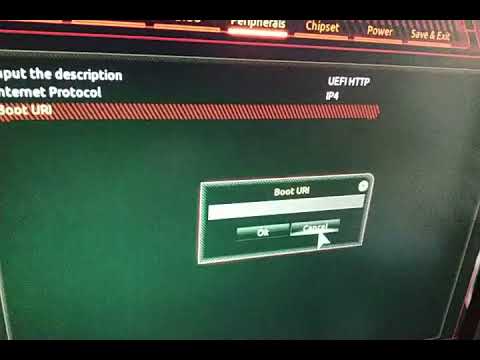 Peripherals Chipset Power Save & Exit
nput the description UEFI HTTP
nternet Protocol IP4
Boot URI
Boot URI
Ok Cancel